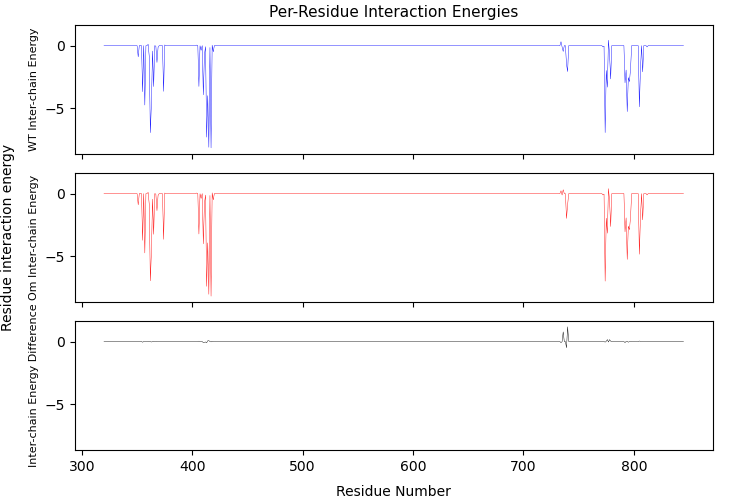 Per-Residue Interaction Energies
Residue interaction energy
WT Inter-chain Energy
0
−5
Om Inter-chain Energy
0
−5
Inter-chain Energy Difference
0
−5
300 400 500 600 700 800
Residue Number